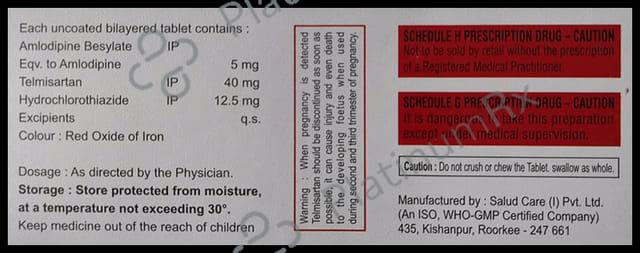 Each uncoated bilayered tablet contains :
Amlodipine Besylate IP
Eqv. to Amlodipine 5 mg
Telmisartan IP 40 mg
Hydrochlorothiazide IP 12.5 mg
Excipients q.s.
Colour : Red Oxide of Iron
Dosage : As directed by the Physician.
Storage : Store protected from moisture,
at a temperature not exceeding 30°.
Keep medicine out of the reach of children
Warning : When pregnancy is detected
Telmisartan should be discontinued as soon as
possible, it can cause injury and even death
to the developing foetus when used
during second and third trimester of pregnancy.
SCHEDULE H PRESCRIPTION DRUG – CAUTION
Not to be sold by retail without the prescription
of a Registered Medical Practitioner.
SCHEDULE G PRESCRIPTION DRUG – CAUTION
It is dangerous to take this preparation
except under medical supervision.
Caution : Do not crush or chew the Tablet. swallow as whole.
Manufactured by : Salud Care (I) Pvt. Ltd.
(An ISO, WHO-GMP Certified Company)
435, Kishanpur, Roorkee - 247 661
PlatinumRx